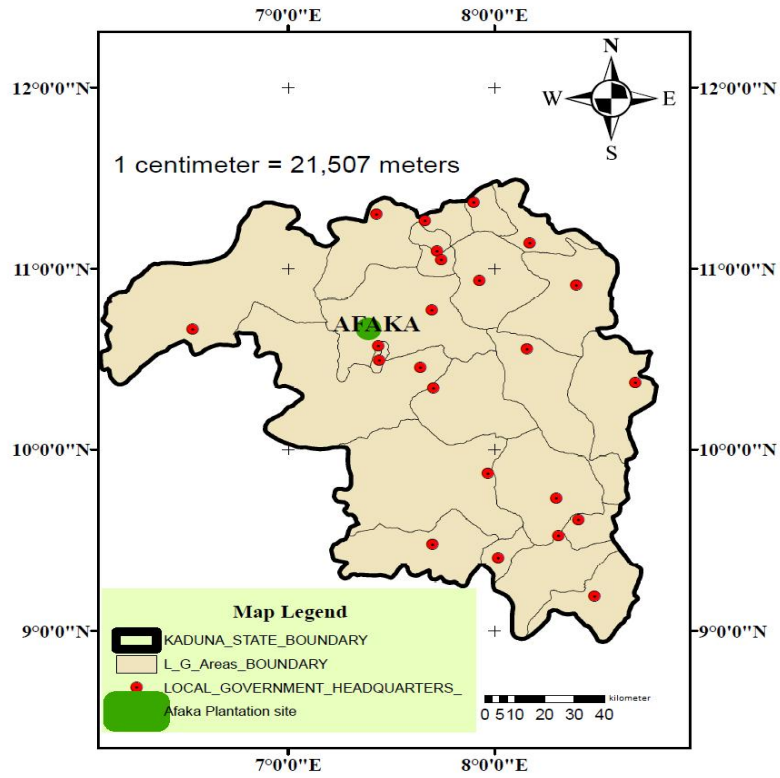 7°0'0"E 8°0'0"E
N
12°0'0"N 12°0'0"N
W E
S
1 centimeter = 21,507 meters
11°0'0"N 11°0'0"N
AFAKA
10°0'0"N 10°0'0"N
Map Legend
KADUNA_STATE_BOUNDARY
9°0'0"N 9°0'0"N
L_G_Areas_BOUNDARY
LOCAL_GOVERNMENT_HEADQUARTERS_
Afaka Plantation site
kilometer
0 5 10 20 30 40
7°0'0"E 8°0'0"E